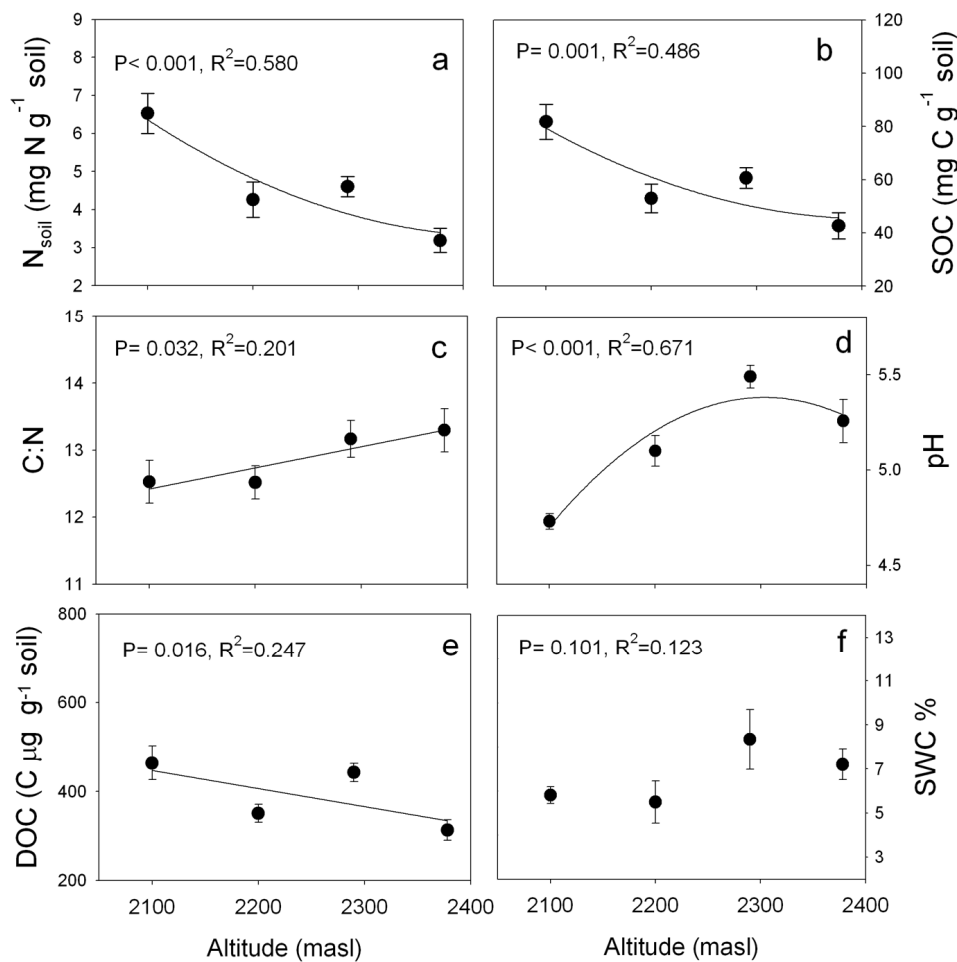 9
8
7
6
5
4
3
2
N_soil (mg N g⁻¹ soil)
P< 0.001, R²=0.580
a
P= 0.001, R²=0.486
b
120
100
80
60
40
20
SOC (mg C g⁻¹ soil)
15
14
13
12
11
C:N
P= 0.032, R²=0.201
c
P< 0.001, R²=0.671
d
5.5
5.0
4.5
pH
800
600
400
200
DOC (C μg g⁻¹ soil)
P= 0.016, R²=0.247
e
P= 0.101, R²=0.123
f
13
11
9
7
5
3
SWC %
2100 2200 2300 2400
2100 2200 2300 2400
Altitude (masl)
Altitude (masl)